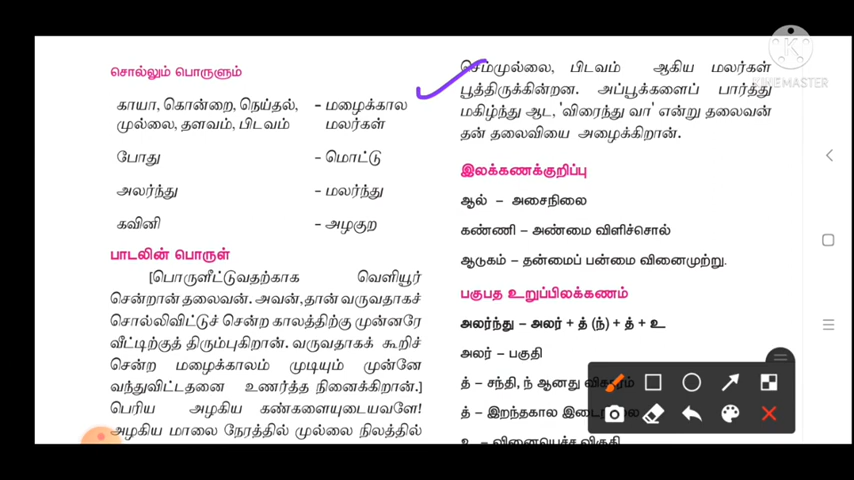 சொல்லும் பொருளும்
காயா, கொன்றை, நெய்தல், – மழைக்கால
முல்லை, தளவம், பிடவம் மலர்கள்
போது – மொட்டு
அலர்ந்து – மலர்ந்து
கவினி – அழகுற
பாடலின் பொருள்
[பொருளீட்டுவதற்காக வெளியூர்
சென்றான் தலைவன். அவன், தான் வருவதாகச்
சொல்லிவிட்டுச் சென்ற காலத்திற்கு முன்னரே
வீட்டிற்குத் திரும்புகிறான். வருவதாகக் கூறிச்
சென்ற மழைக்காலம் முடியும் முன்னே
வந்துவிட்டதனை உணர்த்த நினைக்கிறான்.]
பெரிய அழகிய கண்களையுடையவளே!
அழகிய மாலை நேரத்தில் முல்லை நிலத்தில்
செம்முல்லை, பிடவம் ஆகிய மலர்கள்
பூத்திருக்கின்றன. அப்பூக்களைப் பார்த்து
மகிழ்ந்து ஆட, 'விரைந்து வா' என்று தலைவன்
தன் தலைவியை அழைக்கிறான்.
இலக்கணக்குறிப்பு
ஆல் – அசைநிலை
கண்ணி – அண்மை விளிச்சொல்
ஆடுகம் – தன்மைப் பன்மை வினைமுற்று.
பகுபத உறுப்பிலக்கணம்
அலர்ந்து – அலர் + த் (ந்) + த் + உ
அலர் – பகுதி
த் – சந்தி, ந் ஆனது விகாரம்
த் – இறந்தகால
உ – வினையெச்ச விகுதி
KINEMASTER